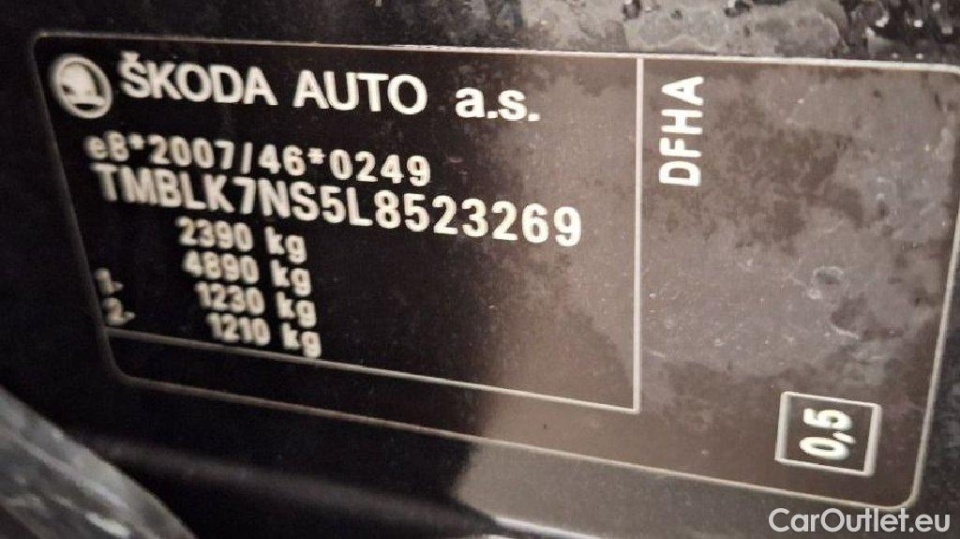 ŠKODA AUTO a.s.
e8*2007/46*0249
TMBLK7NS5L8523269
2390 kg
4890 kg
1. 1230 kg
2. 1210 kg
DFHA
0,5
CarOutlet.eu